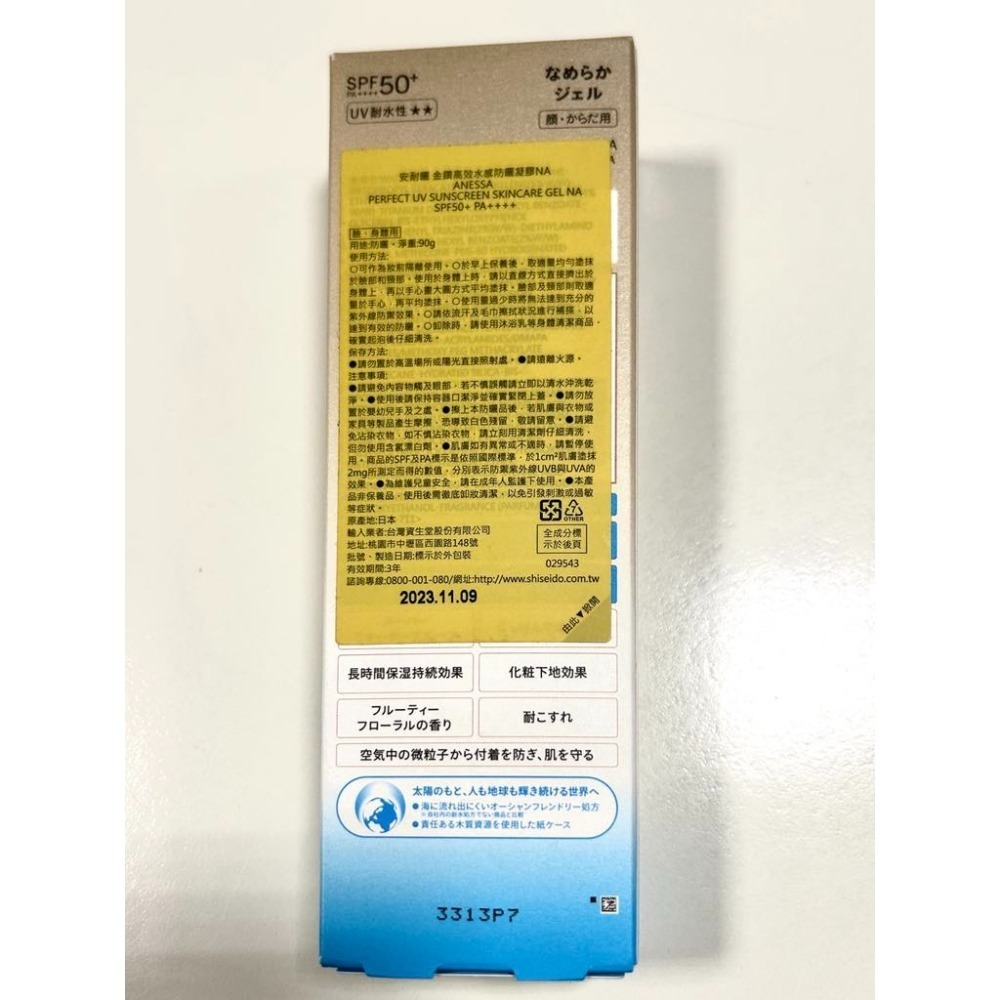 SPF50+
PA++++
UV耐水性★★
なめらか
ジェル
顔・からだ用
安耐曬 金鑽高效水感防曬凝膠NA
ANESSA
PERFECT UV SUNSCREEN SKINCARE GEL NA
SPF50+ PA++++
臉、身體用
用途:防曬。淨重:90g
使用方法:
○可作為妝前隔離使用。○於早上保養後，取適量均勻塗抹
於臉部和頸部。使用於身體上時，請以直線方式直接擠出於
身體上，再以手心畫大圓方式平均塗抹。臉部及頸部則取適
量於手心，再平均塗抹。○使用量過少時將無法達到充分的
紫外線防禦效果。○請依流汗及毛巾擦拭狀況進行補擦，以
達到有效的防曬。○卸除時，請使用沐浴乳等身體清潔商品，
確實起泡後仔細清洗。
保存方法:
●請勿置於高溫場所或陽光直接照射處。●請遠離火源。
注意事項:
●請避免內容物觸及眼部，若不慎誤觸請立即以清水沖洗乾
淨。●使用後請保持容器口潔淨並確實緊閉上蓋。●請勿放
置於嬰幼兒手及之處。●擦上本防曬品後，若肌膚與衣物或
家具等製品產生摩擦，恐導致白色殘留，敬請留意。●請避
免沾染衣物，如不慎沾染衣物，請立刻用清潔劑仔細清洗，
但勿使用含氯漂白劑。●肌膚如有異常或不適時，請暫停使
用。商品的SPF及PA標示是依照國際標準，於1cm²肌膚塗抹
2mg所測定而得的數值，分別表示防禦紫外線UVB與UVA的
效果。●為維護兒童安全，請在成年人監護下使用。●本產
品非保養品，使用後需徹底卸妝清潔，以免引發刺激或過敏
等症狀。
原產地:日本
輸入業者:台灣資生堂股份有限公司
地址:桃園市中壢區西園路148號
批號、製造日期:標示於外包裝
有效期間:3年
諮詢專線:0800-001-080/網址:http://www.shiseido.com.tw
OTHER
全成分標
示於後頁
029543
2023.11.09
由此▼掀開
長時間保湿持続効果
化粧下地効果
フルーティー
フローラルの香り
耐こすれ
空気中の微粒子から付着を防ぎ、肌を守る
太陽のもと、人も地球も輝き続ける世界へ
●海に流れ出にくいオーシャンフレンドリー処方
※自社内の耐水処方でない商品と比較
●責任ある木質資源を使用した紙ケース
3313P7